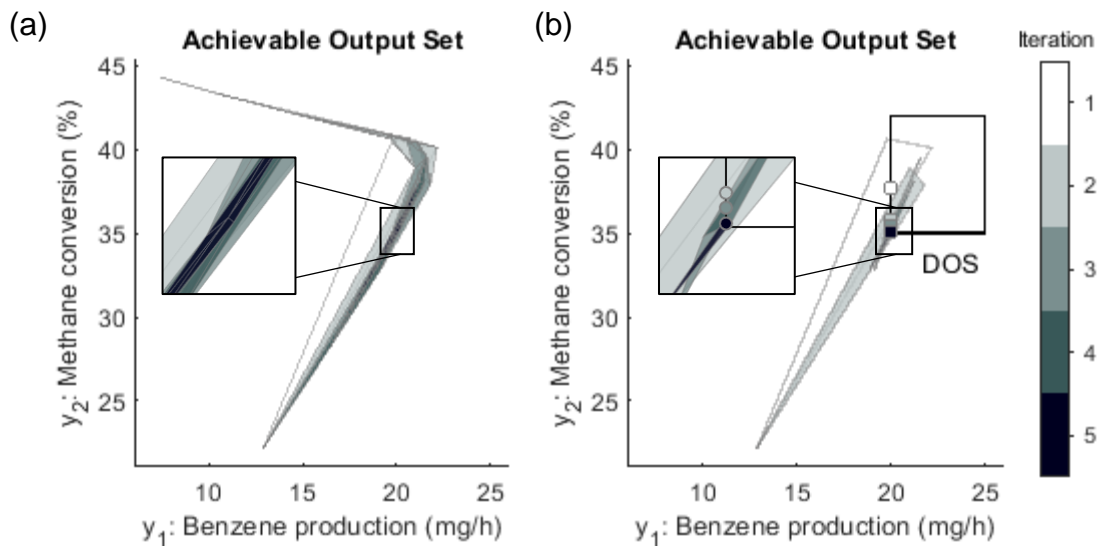 (a)
Achievable Output Set
45
40
35
30
25
10
15
20
25
y2: Methane conversion (%)
y1: Benzene production (mg/h)
(b)
Achievable Output Set
45
40
35
30
25
10
15
20
25
y2: Methane conversion (%)
y1: Benzene production (mg/h)
DOS
Iteration
1
2
3
4
5